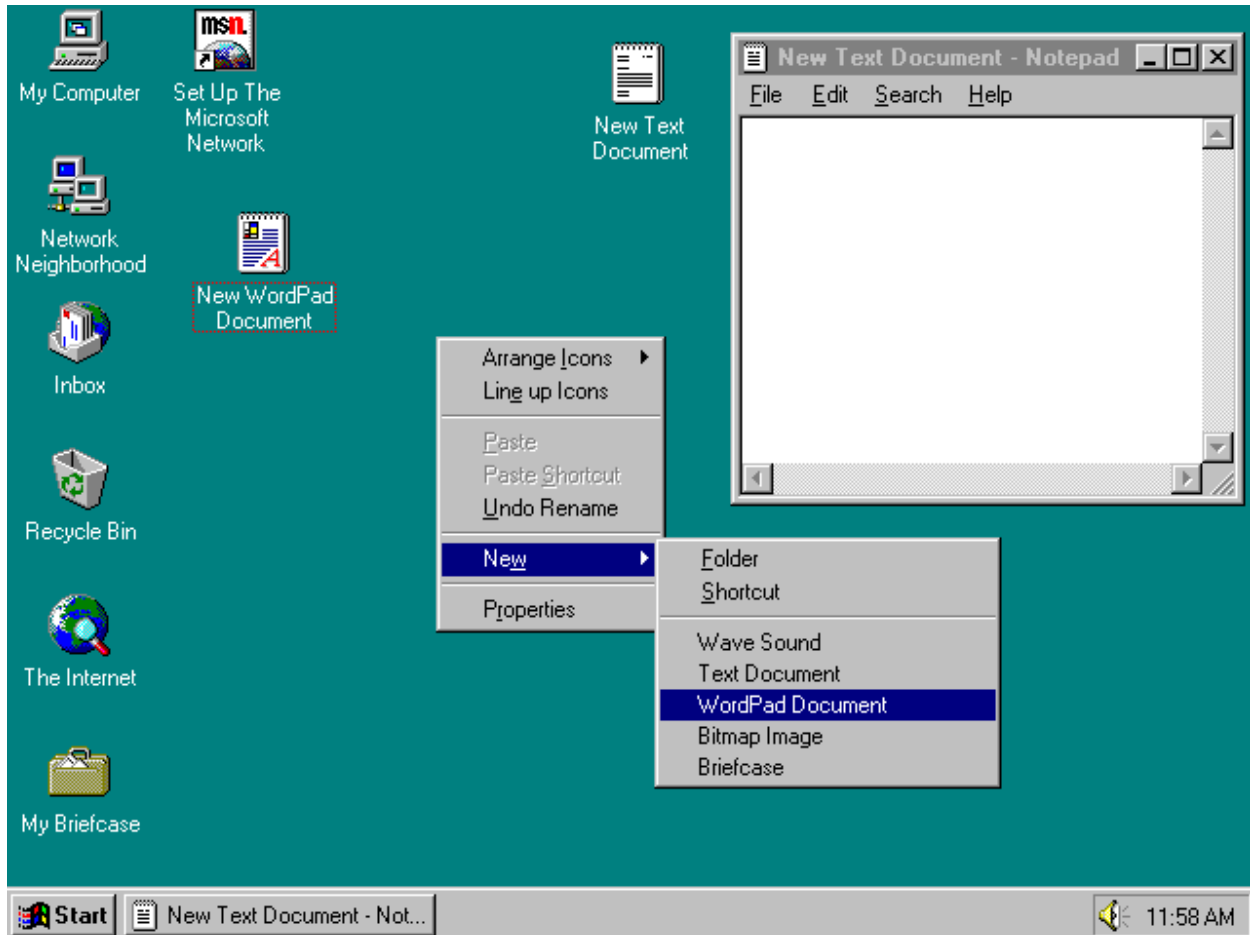 My Computer
msn.
Set Up The
Microsoft
Network
Network
Neighborhood
New WordPad
Document
Inbox
Recycle Bin
The Internet
My Briefcase
New Text
Document
New Text Document - Notepad
File Edit Search Help
Arrange Icons
Line up Icons
Paste
Paste Shortcut
Undo Rename
New
Properties
Folder
Shortcut
Wave Sound
Text Document
WordPad Document
Bitmap Image
Briefcase
Start New Text Document - Not... 11:58 AM